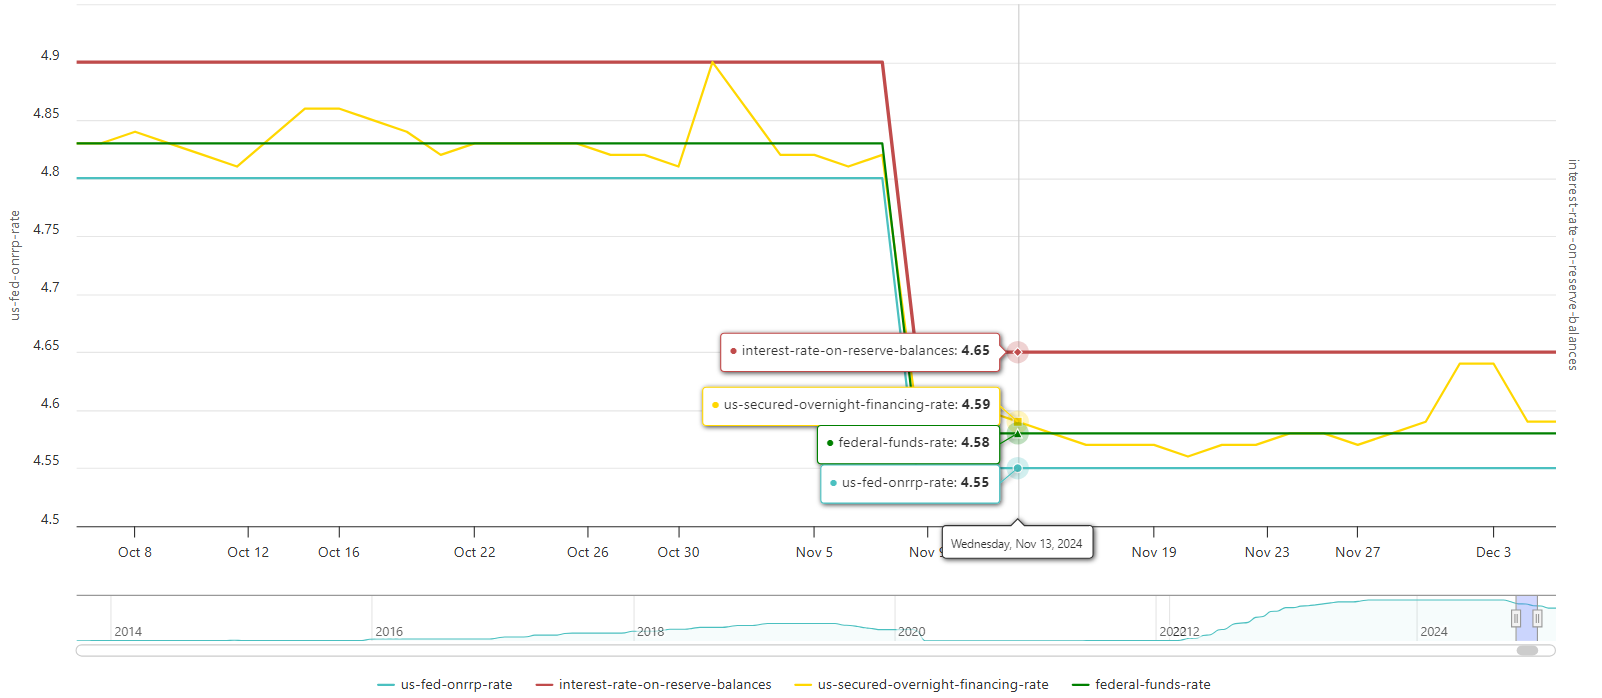 4.9
4.85
4.8
4.75
4.7
4.65
4.6
4.55
4.5
us-fed-onrrp-rate
interest-rate-on-reserve-balances
interest-rate-on-reserve-balances: 4.65
us-secured-overnight-financing-rate: 4.59
federal-funds-rate: 4.58
us-fed-onrrp-rate: 4.55
Oct 8 Oct 12 Oct 16 Oct 22 Oct 26 Oct 30 Nov 5 Nov Nov 19 Nov 23 Nov 27 Dec 3
Wednesday, Nov 13, 2024
2014 2016 2018 2020 2024
us-fed-onrrp-rate interest-rate-on-reserve-balances us-secured-overnight-financing-rate federal-funds-rate